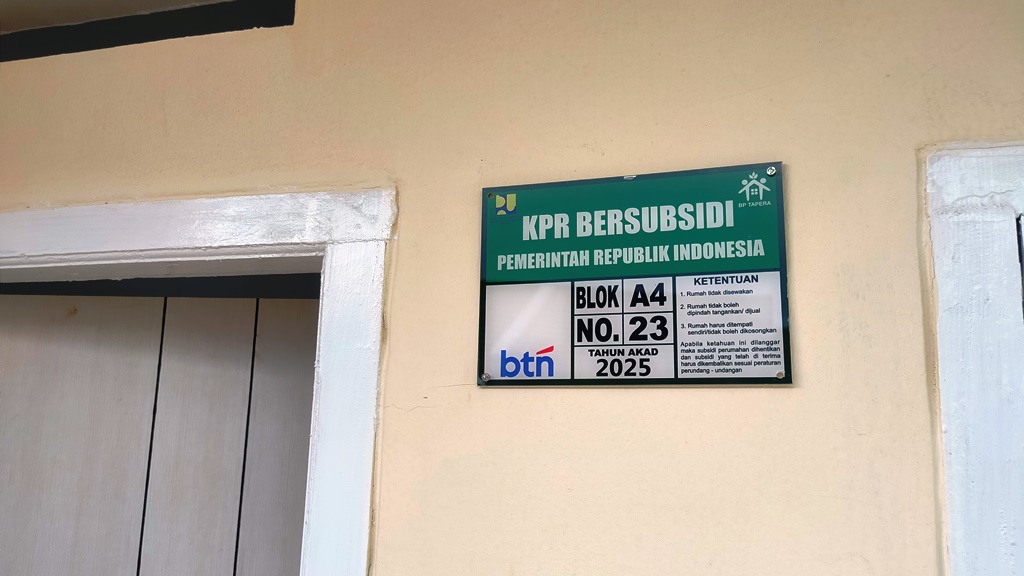 BP TAPERA
KPR BERSUBSIDI
PEMERINTAH REPUBLIK INDONESIA
btn
BLOK A4
NO. 23
TAHUN AKAD
2025
KETENTUAN
1. Rumah tidak disewakan
2. Rumah tidak boleh
dipindah tangankan/ dijual
3. Rumah harus ditempati
sendiri/tidak boleh dikosongkan
Apabila ketahuan ini dilanggar
maka subsidi perumahan dihentikan
dan subsidi yang telah di terima
harus dikembalikan sesuai peraturan
perundang - undangan